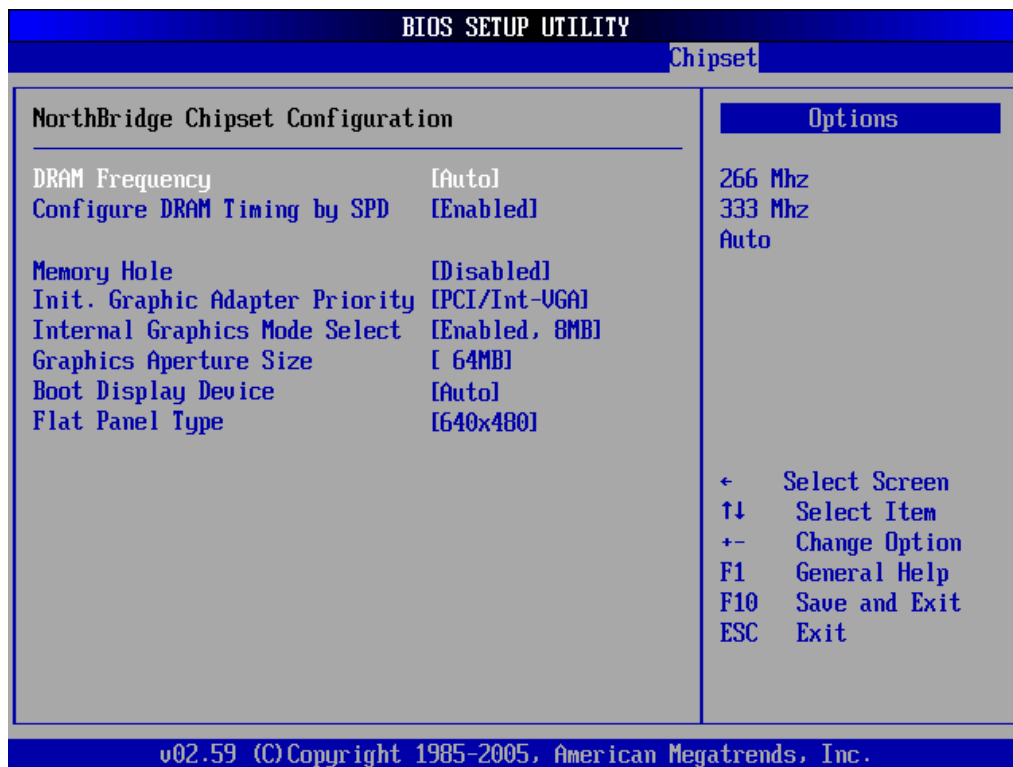 BIOS SETUP UTILITY
Chipset
NorthBridge Chipset Configuration
DRAM Frequency [Auto]
Configure DRAM Timing by SPD [Enabled]
Memory Hole [Disabled]
Init. Graphic Adapter Priority [PCI/Int-VGA]
Internal Graphics Mode Select [Enabled, 8MB]
Graphics Aperture Size [ 64MB]
Boot Display Device [Auto]
Flat Panel Type [640x480]
Options
266 Mhz
333 Mhz
Auto
← Select Screen
↑↓ Select Item
+- Change Option
F1 General Help
F10 Save and Exit
ESC Exit
v02.59 (C)Copyright 1985-2005, American Megatrends, Inc.